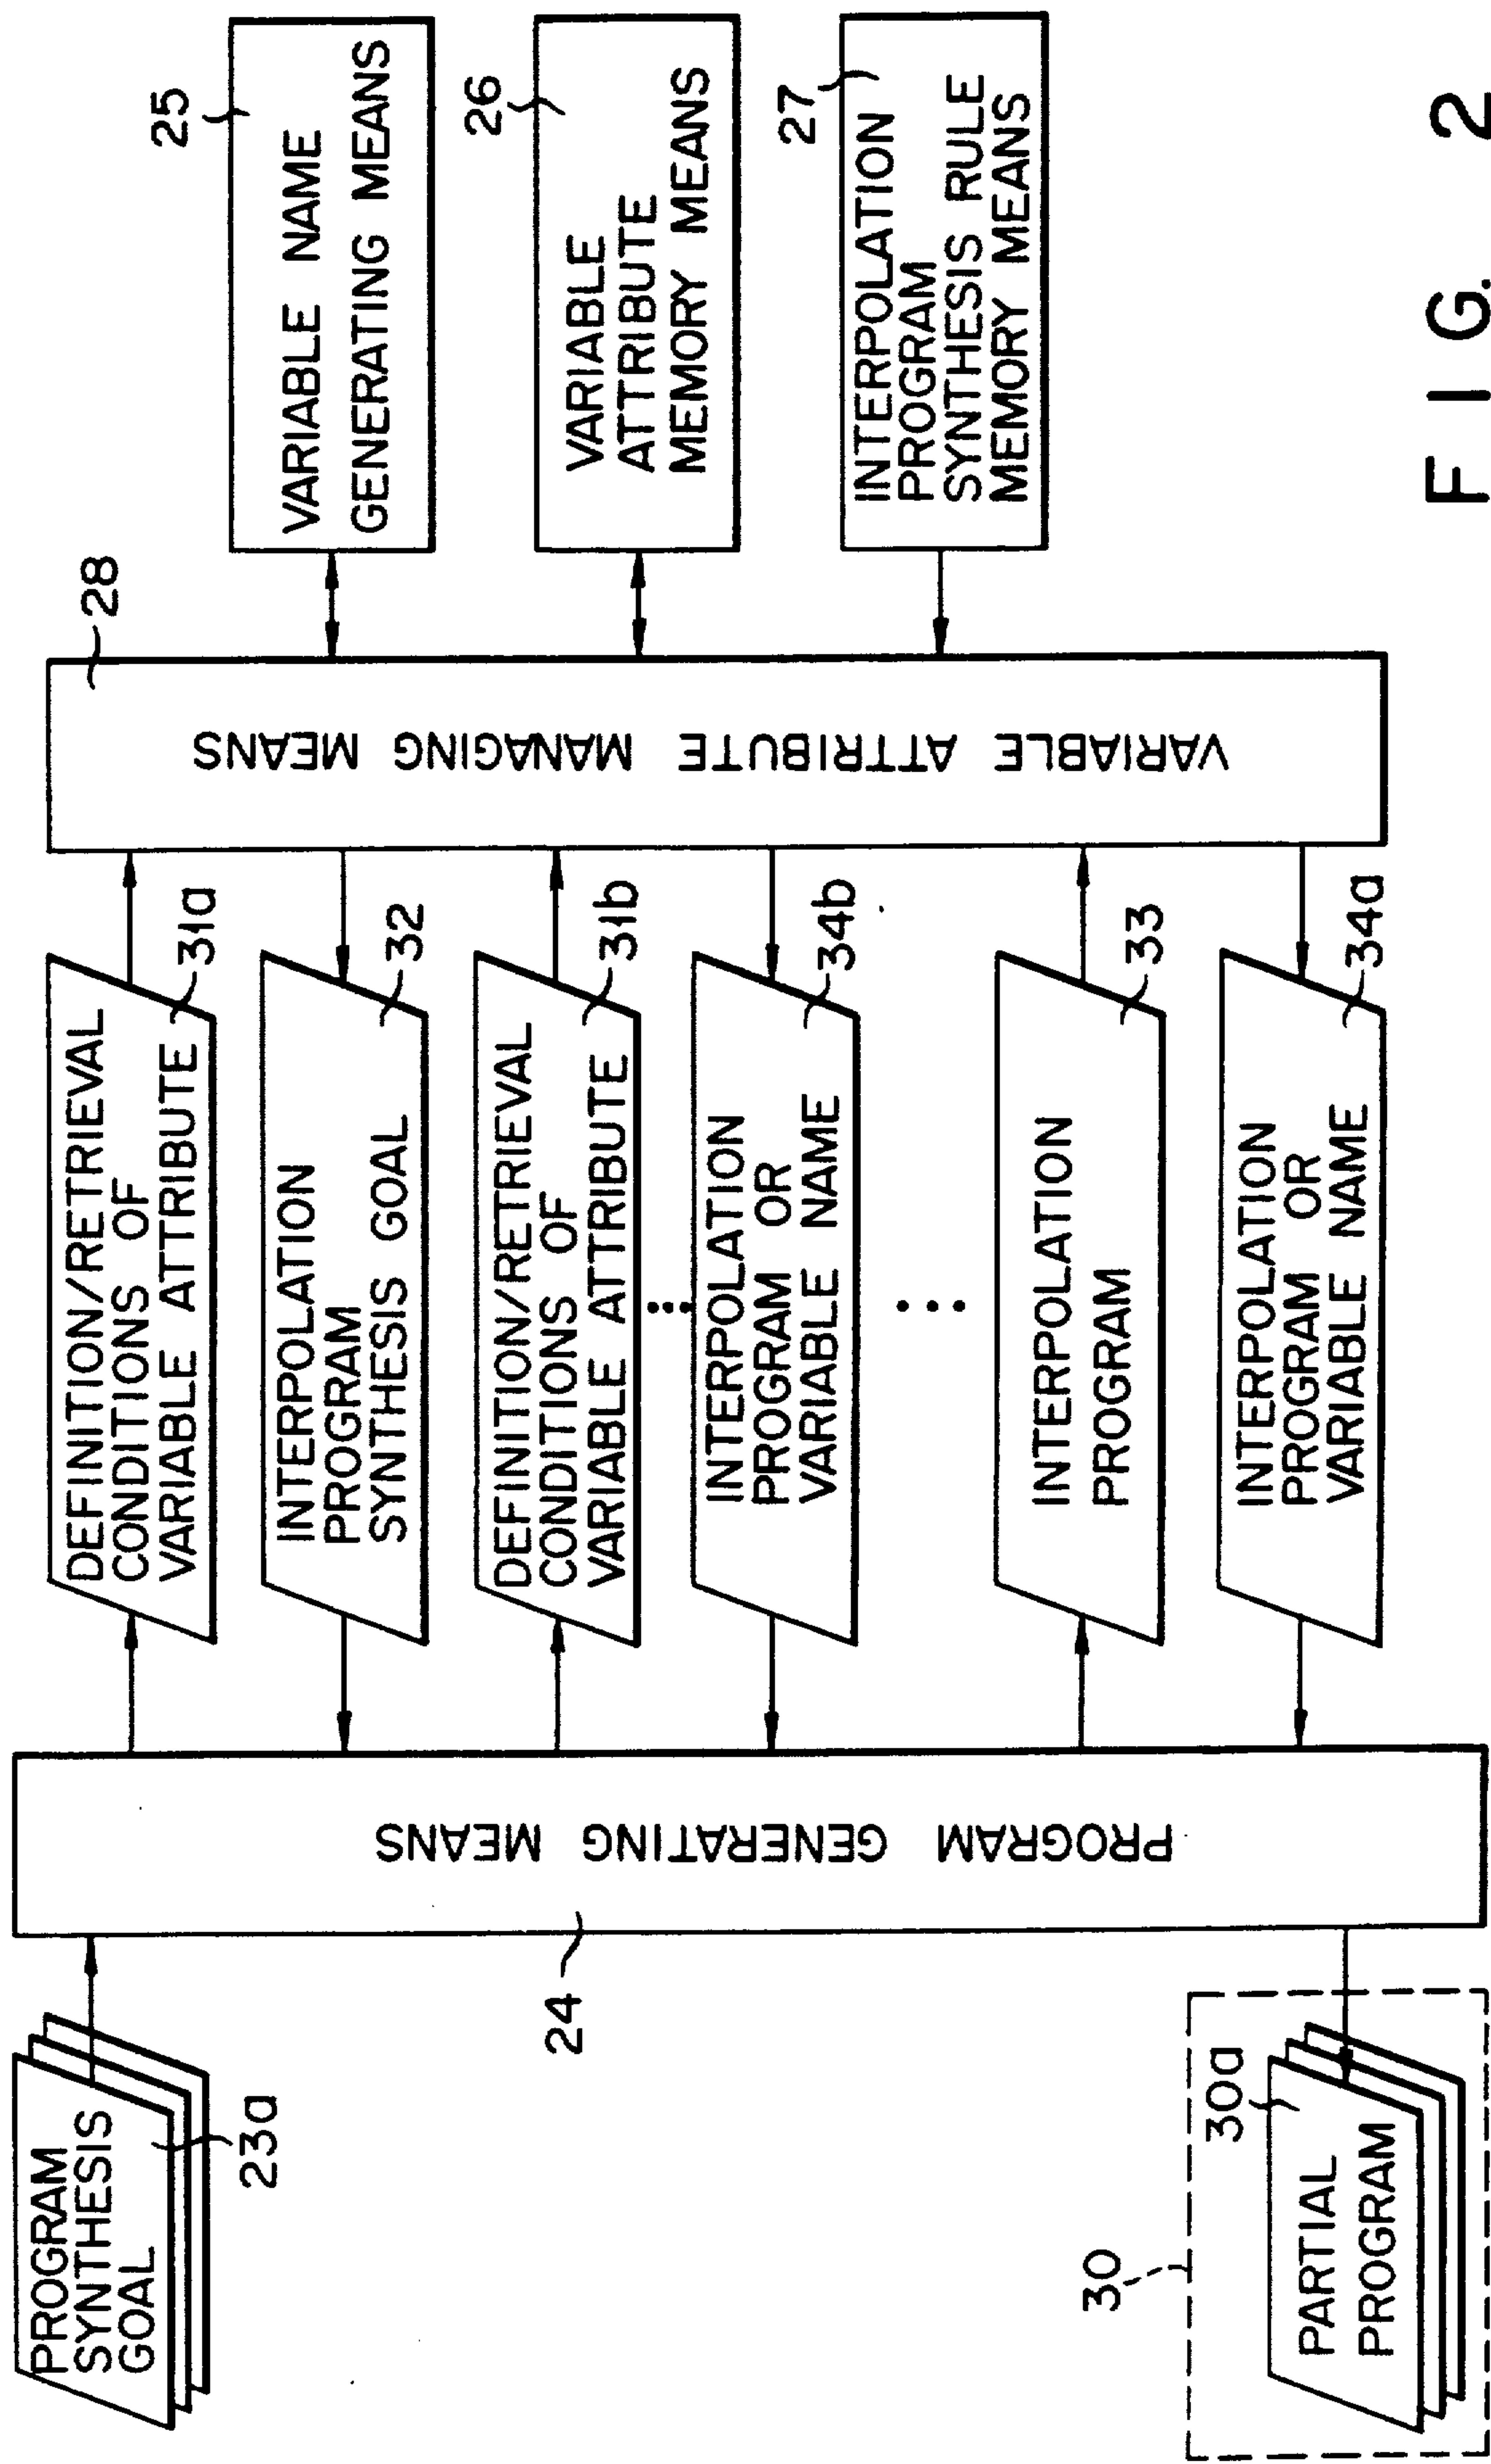 PROGRAM
SYNTHESIS
GOAL
23a
24
PROGRAM GENERATING MEANS
30
30a
PARTIAL
PROGRAM
DEFINITION/RETRIEVAL
CONDITIONS OF
VARIABLE ATTRIBUTE
31a
INTERPOLATION
PROGRAM
SYNTHESIS GOAL
32
DEFINITION/RETRIEVAL
CONDITIONS OF
VARIABLE ATTRIBUTE
31b
INTERPOLATION
PROGRAM OR
VARIABLE NAME
34b
INTERPOLATION
PROGRAM
33
INTERPOLATION
PROGRAM OR
VARIABLE NAME
34a
28
VARIABLE ATTRIBUTE MANAGING MEANS
25
VARIABLE NAME
GENERATING MEANS
26
VARIABLE
ATTRIBUTE
MEMORY MEANS
27
INTERPOLATION
PROGRAM
SYNTHESIS RULE
MEMORY MEANS
FIG. 2